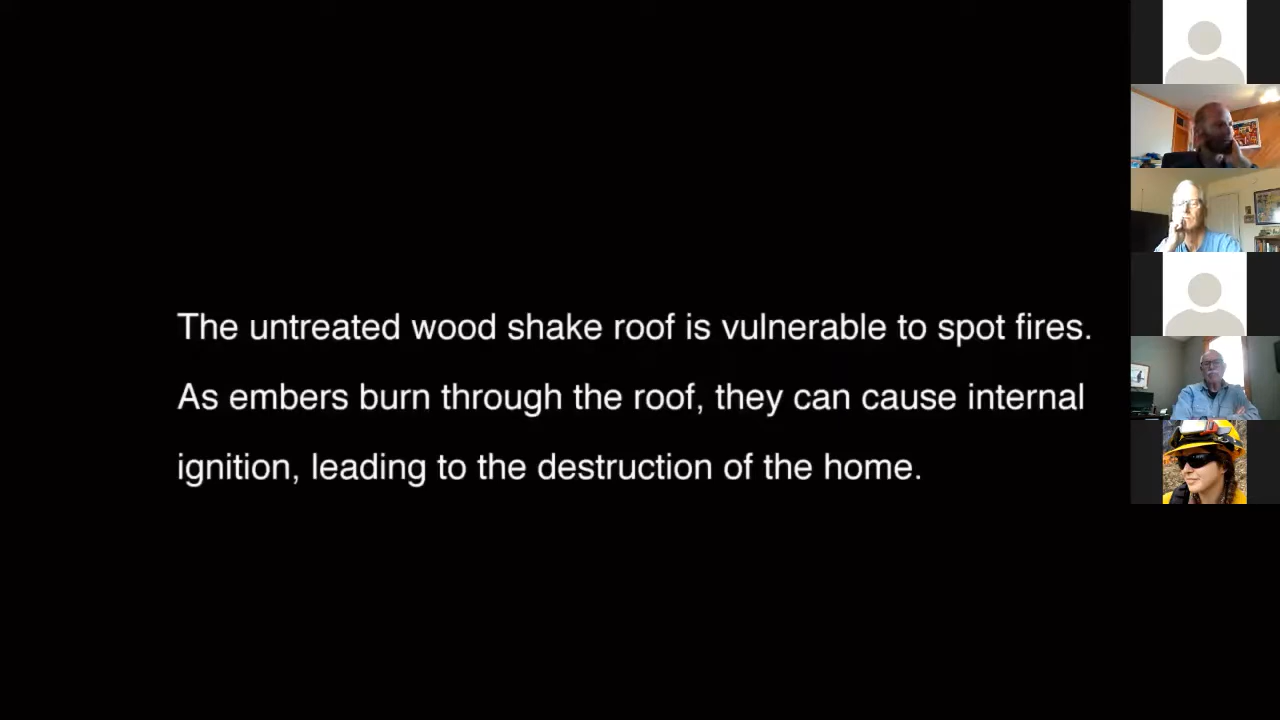 The untreated wood shake roof is vulnerable to spot fires.
As embers burn through the roof, they can cause internal
ignition, leading to the destruction of the home.